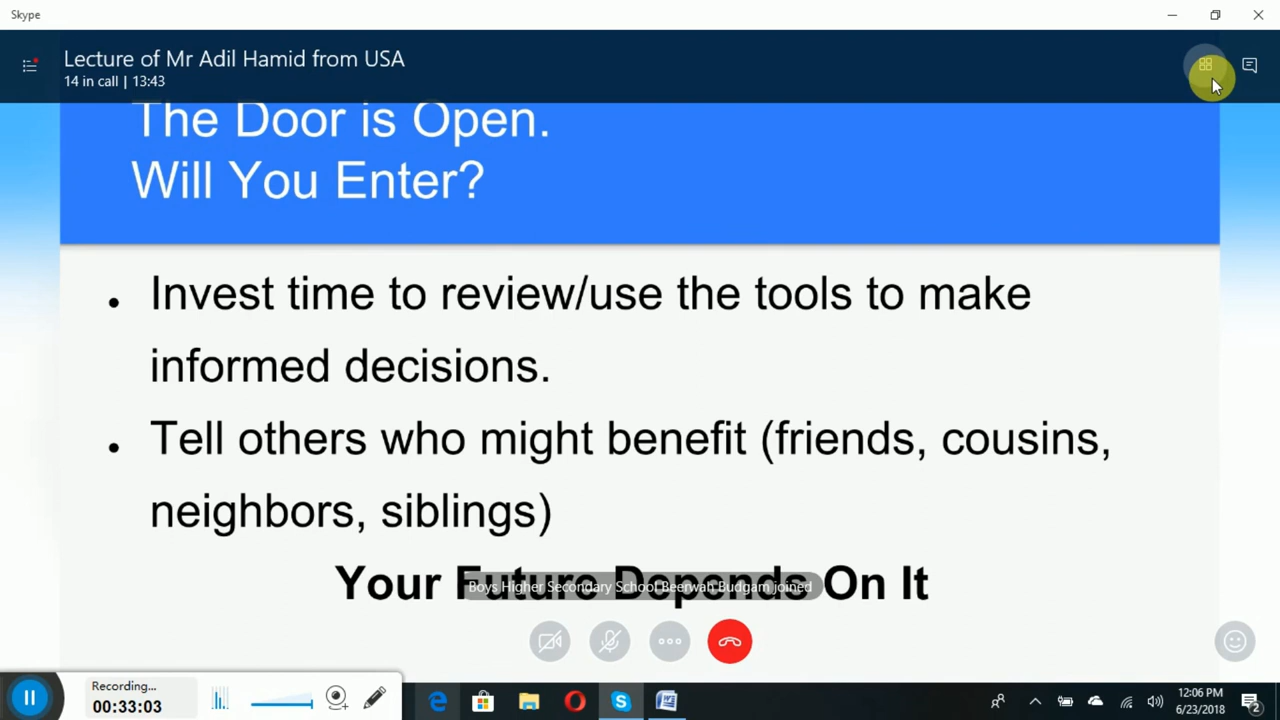 Skype
Lecture of Mr Adil Hamid from USA
14 in call | 13:43
The Door is Open.
Will You Enter?
• Invest time to review/use the tools to make
informed decisions.
• Tell others who might benefit (friends, cousins,
neighbors, siblings)
Your Future Depends On It
Boys Higher Secondary School Beerwah Budgam joined
Recording...
00:33:03
12:06 PM
6/23/2018
2